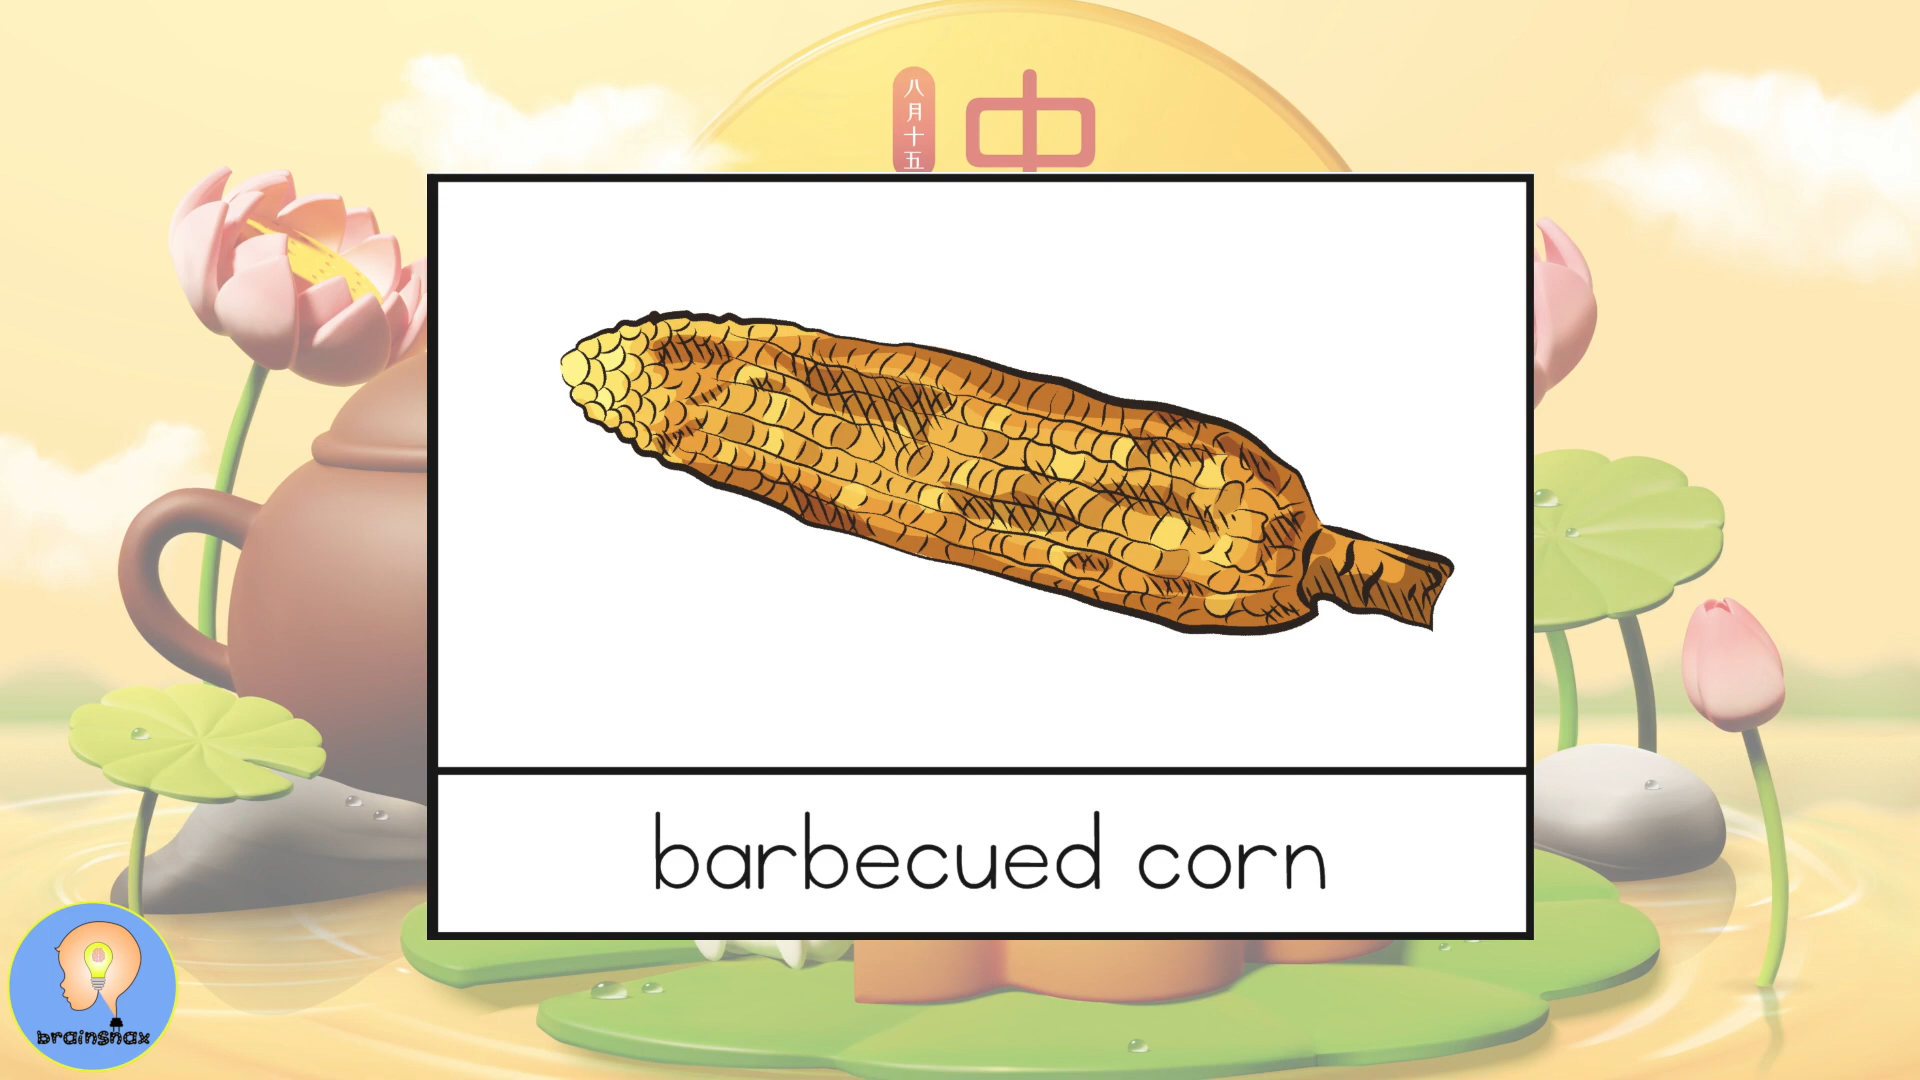 八月十五
中
barbecued corn
brainsnax